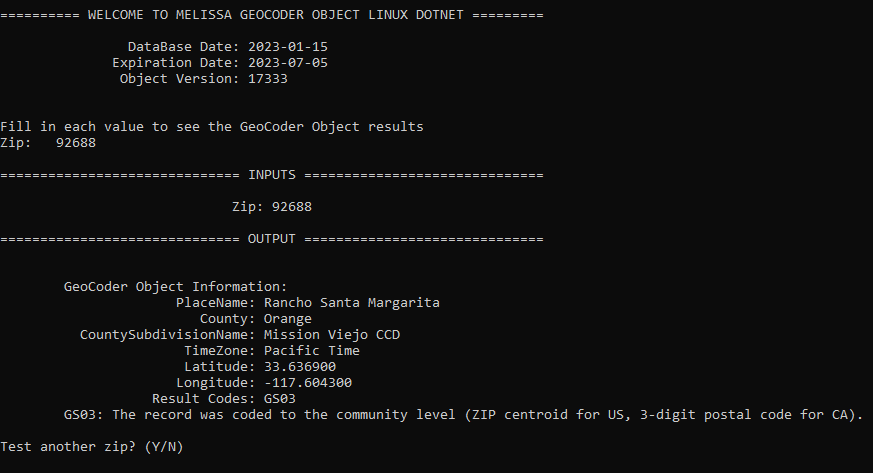 ========== WELCOME TO MELISSA GEOCODER OBJECT LINUX DOTNET =========
DataBase Date: 2023-01-15
Expiration Date: 2023-07-05
Object Version: 17333
Fill in each value to see the GeoCoder Object results
Zip:   92688
============================== INPUTS ==============================
Zip: 92688
============================== OUTPUT ==============================
GeoCoder Object Information:
PlaceName: Rancho Santa Margarita
County: Orange
CountySubdivisionName: Mission Viejo CCD
TimeZone: Pacific Time
Latitude: 33.636900
Longitude: -117.604300
Result Codes: GS03
GS03: The record was coded to the community level (ZIP centroid for US, 3-digit postal code for CA).
Test another zip? (Y/N)